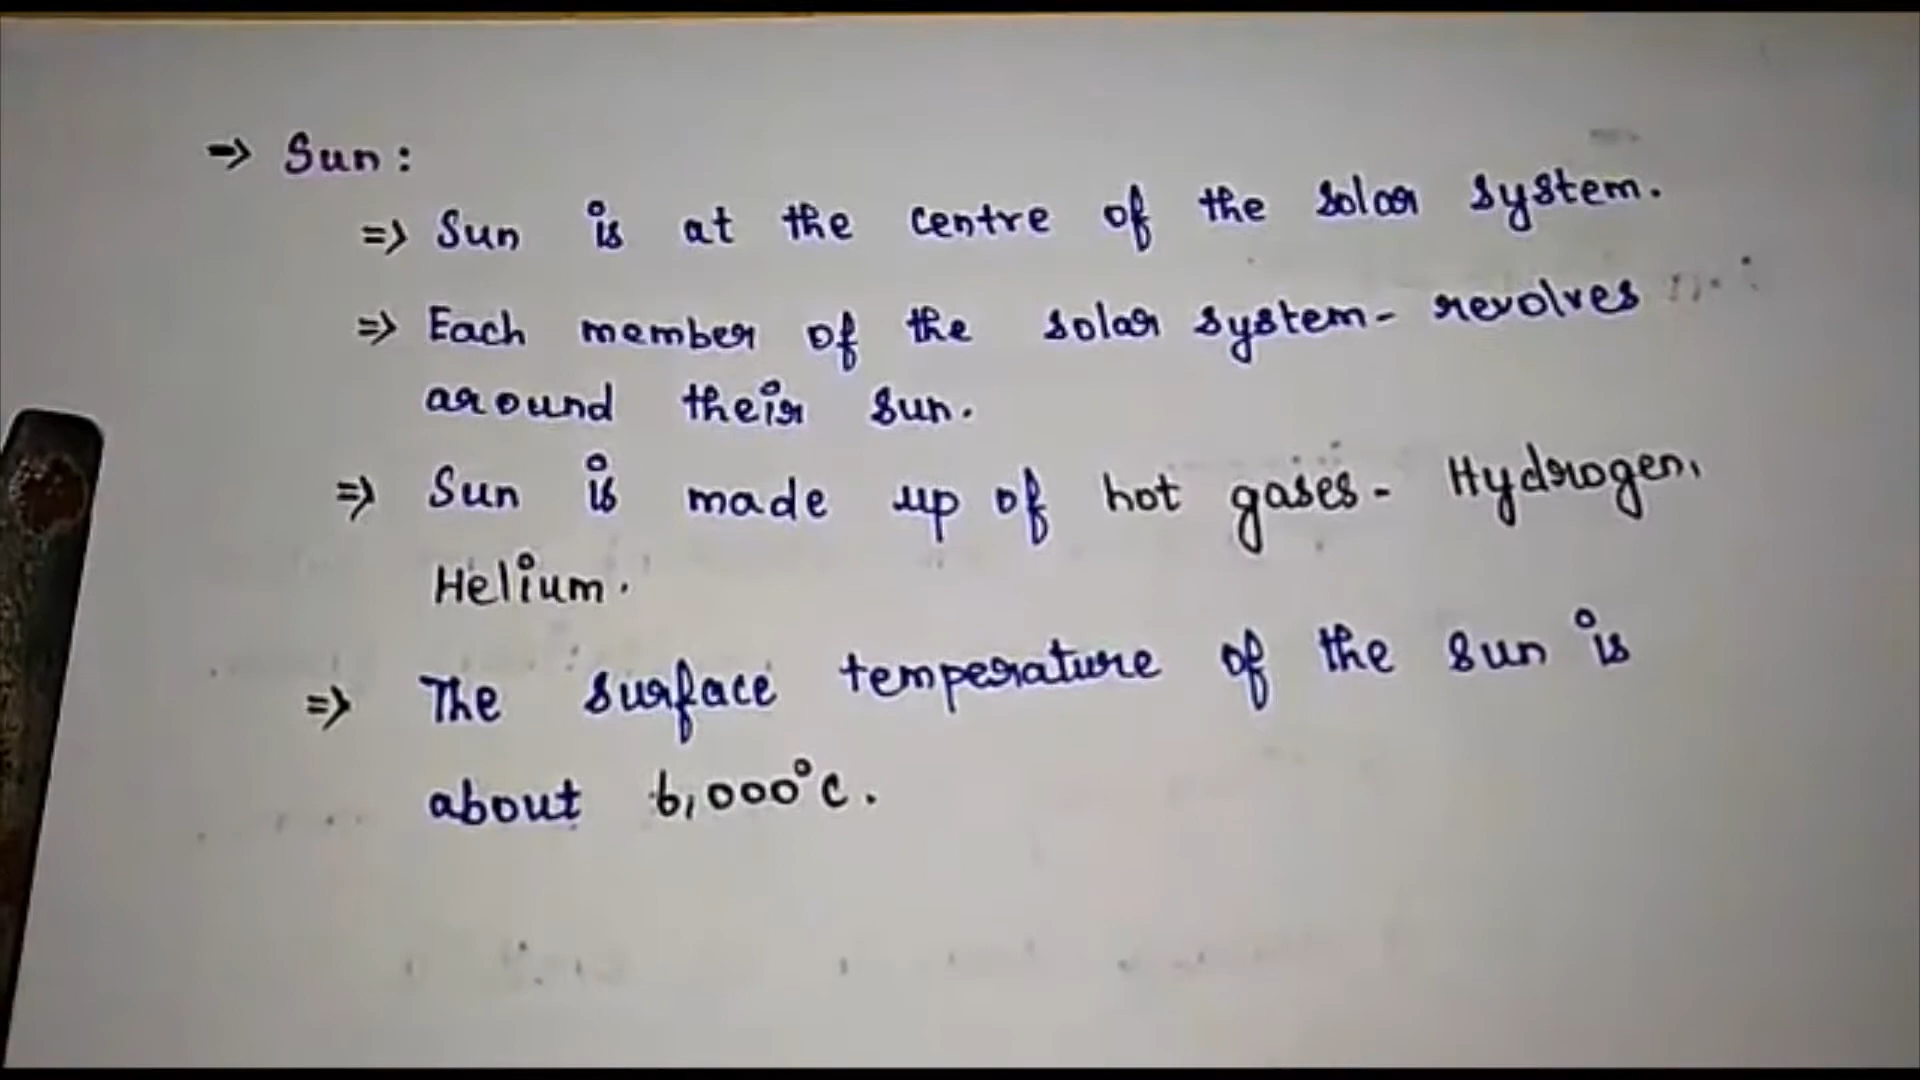 → Sun:
⇒ Sun is at the centre of the solar system.
⇒ Each member of the solar system- revolves
around their sun.
⇒ Sun is made up of hot gases- Hydrogen,
Helium.
⇒ The surface temperature of the sun is
about 6,000°c.